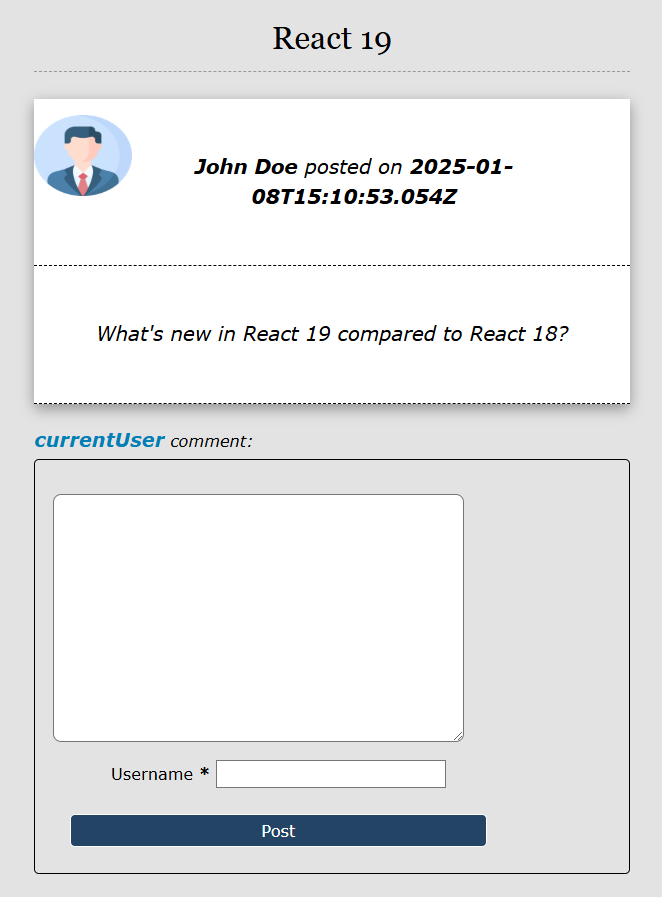 React 19
John Doe posted on 2025-01-
08T15:10:53.054Z
What's new in React 19 compared to React 18?
currentUser comment:
Username *
Post